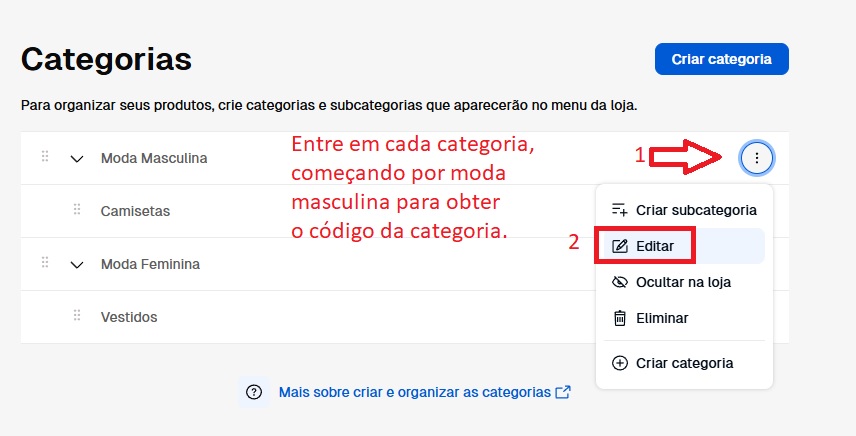 Categorias
Criar categoria
Para organizar seus produtos, crie categorias e subcategorias que aparecerão no menu da loja.
Moda Masculina
Entre em cada categoria,
começando por moda
masculina para obter
o código da categoria.
1
Camisetas
Moda Feminina
Vestidos
Criar subcategoria
2
Editar
Ocultar na loja
Eliminar
Criar categoria
Mais sobre criar e organizar as categorias